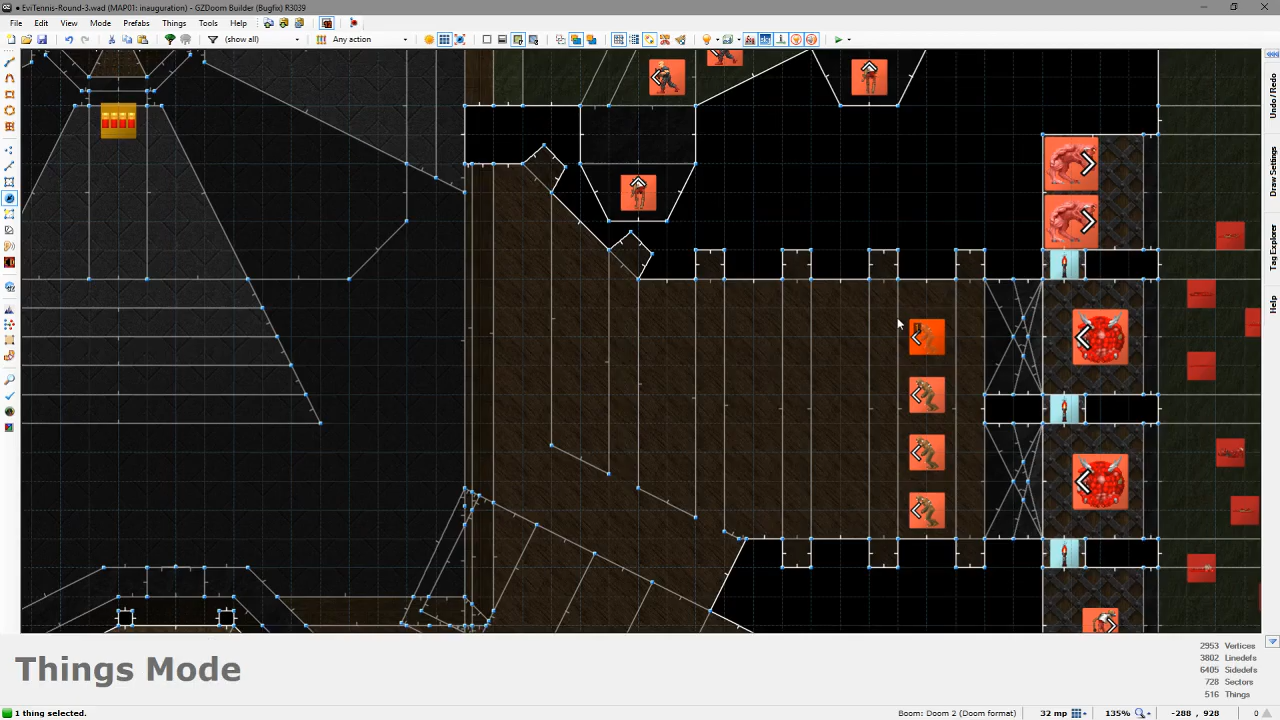 EviTennis-Round-3.wad (MAP01: inauguration) - GZDoom Builder (Bugfix) R3039
File Edit View Mode Prefabs Things Tools Help
(show all) Any action
Undo / Redo
Draw Settings
Tag Explorer
Help
Things Mode
2953 Vertices
3802 Linedefs
6405 Sidedefs
728 Sectors
516 Things
1 thing selected. Boom: Doom 2 (Doom format) 32 mp 135% -288 , 928 0